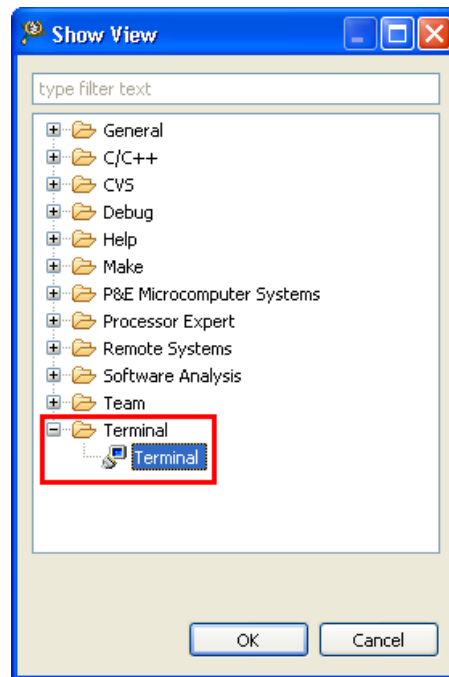 Show View
type filter text
General
C/C++
CVS
Debug
Help
Make
P&E Microcomputer Systems
Processor Expert
Remote Systems
Software Analysis
Team
Terminal
Terminal
OK Cancel